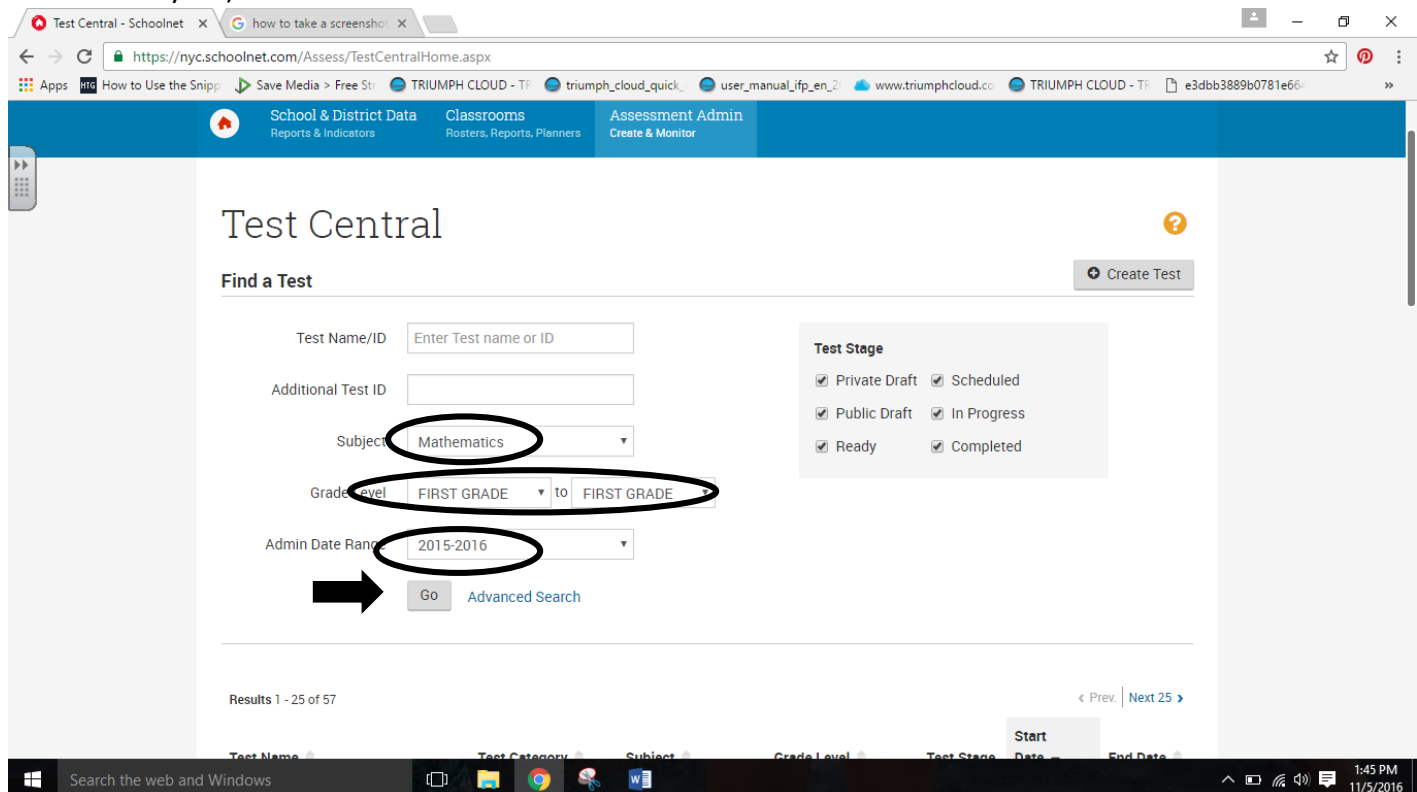 Test Central - Schoolnet
how to take a screenshot
https://nyc.schoolnet.com/Assess/TestCentralHome.aspx
Apps HTG How to Use the Snipp Save Media > Free Str TRIUMPH CLOUD - TR triumph_cloud_quick_ user_manual_ifp_en_2 www.triumphcloud.co TRIUMPH CLOUD - TR e3dbb3889b0781e664 »
School & District Data Classrooms Assessment Admin
Reports & Indicators Rosters, Reports, Planners Create & Monitor
Test Central
Find a Test
Create Test
Test Name/ID Enter Test name or ID
Additional Test ID
Subject Mathematics
Grade Level FIRST GRADE to FIRST GRADE
Admin Date Range 2015-2016
Go Advanced Search
Test Stage
Private Draft Scheduled
Public Draft In Progress
Ready Completed
Results 1 - 25 of 57
‹ Prev. | Next 25 ›
Test Name Test Category Subject Grade Level Test Stage Start Date End Date
Search the web and Windows
1:45 PM
11/5/2016